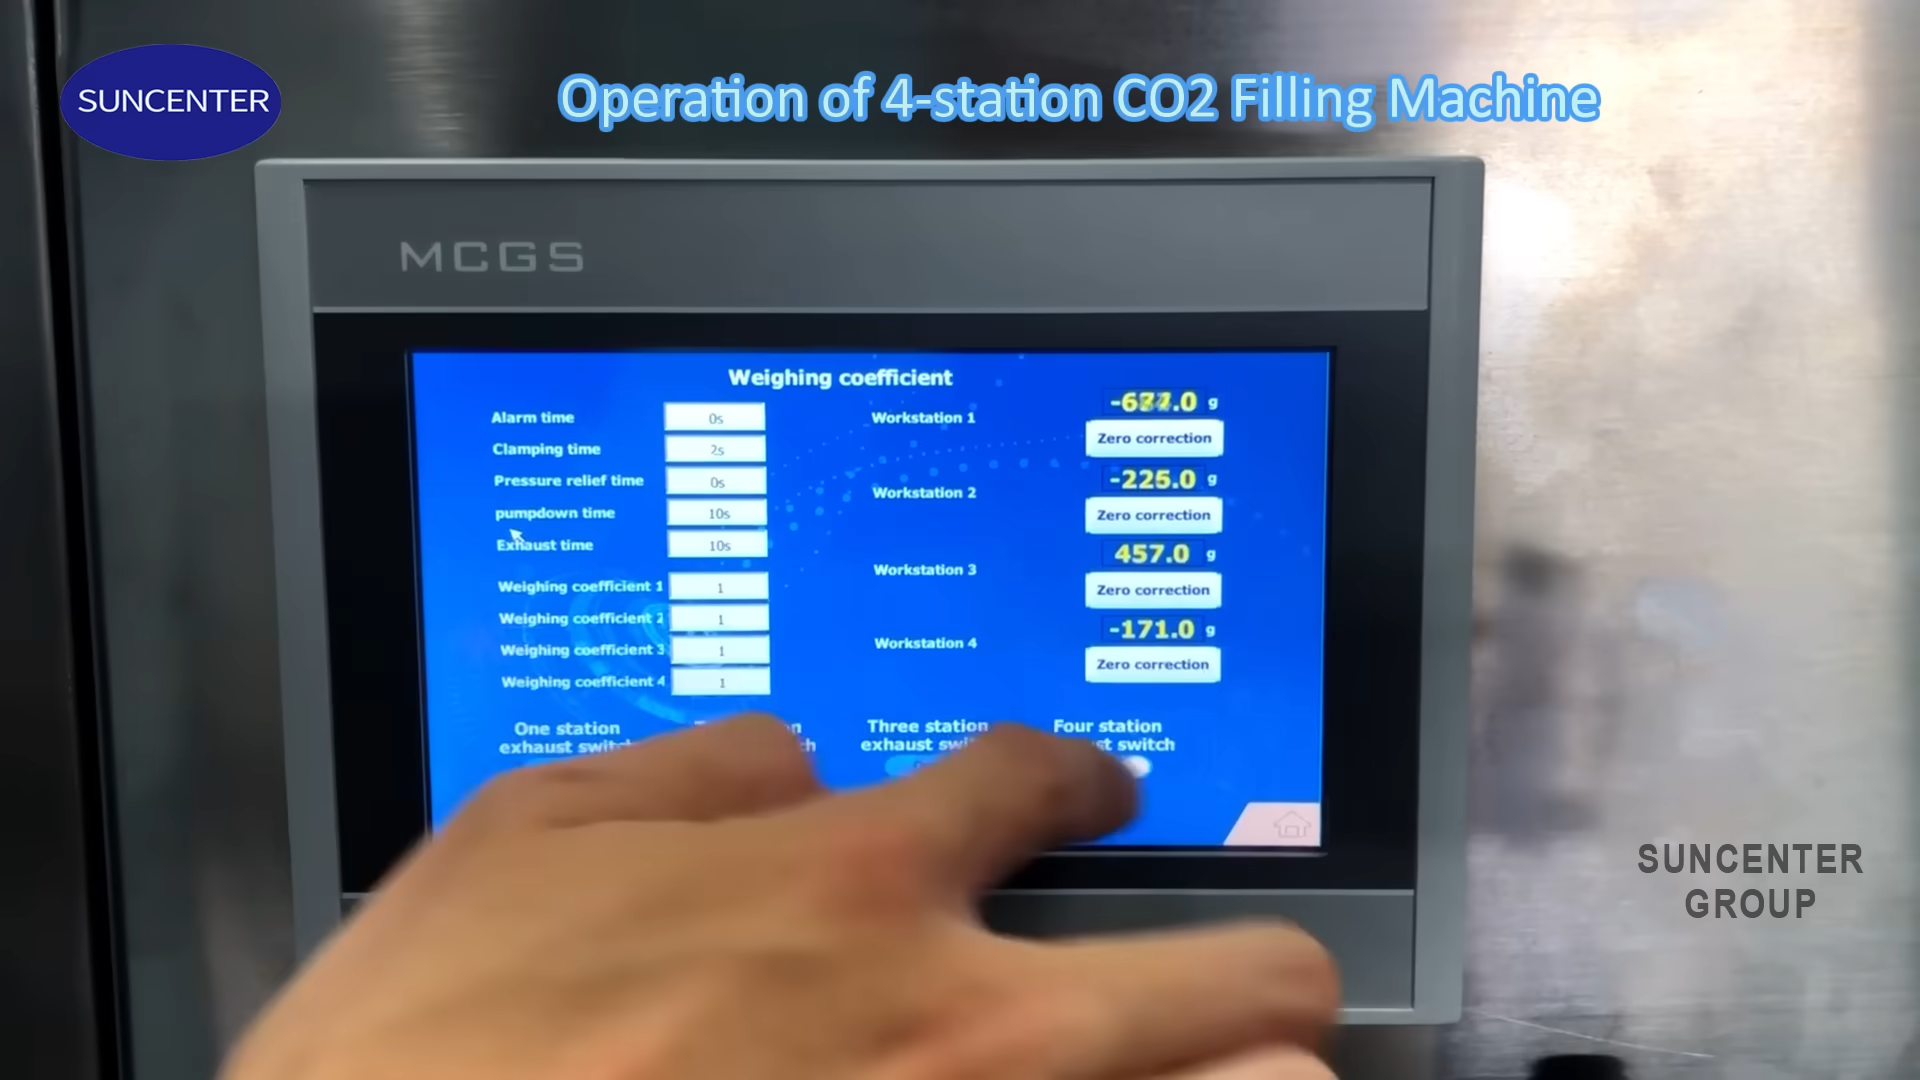 SUNCENTER
Operation of 4-station CO2 Filling Machine
MCGS
Weighing coefficient
Alarm time 0s
Clamping time 2s
Pressure relief time 0s
pumpdown time 10s
Exhaust time 10s
Weighing coefficient 1 1
Weighing coefficient 2 1
Weighing coefficient 3 1
Weighing coefficient 4 1
Workstation 1 g
Zero correction
Workstation 2 -225.0 g
Zero correction
Workstation 3 457.0 g
Zero correction
Workstation 4 -171.0 g
Zero correction
One station
exhaust
Three station
exhaust
Four station
switch
SUNCENTER
GROUP